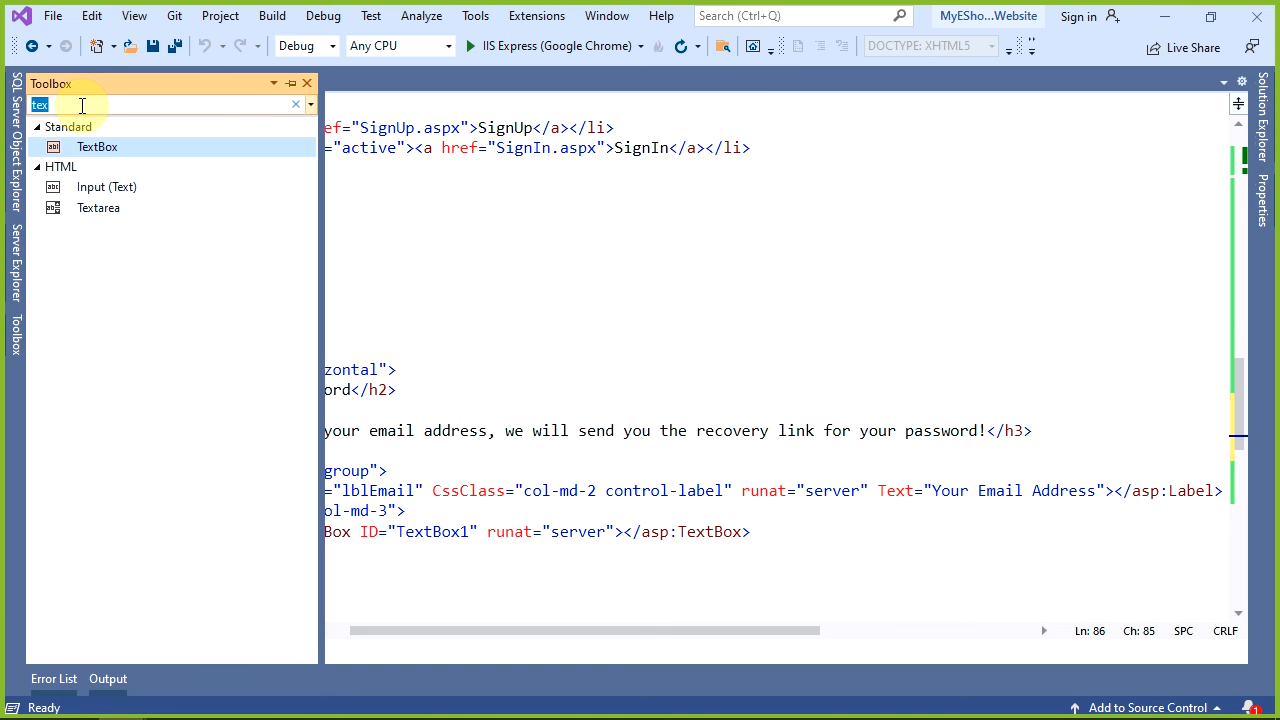 File Edit View Git Project Build Debug Test Analyze Tools Extensions Window Help Search (Ctrl+Q) MyESho...Website Sign in
Debug Any CPU IIS Express (Google Chrome) DOCTYPE: XHTML5 Live Share
Toolbox
tex
Standard
TextBox
HTML
Input (Text)
Textarea
SQL Server Object Explorer
Server Explorer
Toolbox
ef="SignUp.aspx">SignUp</a></li>
="active"><a href="SignIn.aspx">SignIn</a></li>
zontal">
ord</h2>
your email address, we will send you the recovery link for your password!</h3>
group">
="lblEmail" CssClass="col-md-2 control-label" runat="server" Text="Your Email Address"></asp:Label>
ol-md-3">
Box ID="TextBox1" runat="server"></asp:TextBox>
Solution Explorer
Properties
Ln: 86 Ch: 85 SPC CRLF
Error List Output
Ready Add to Source Control 1